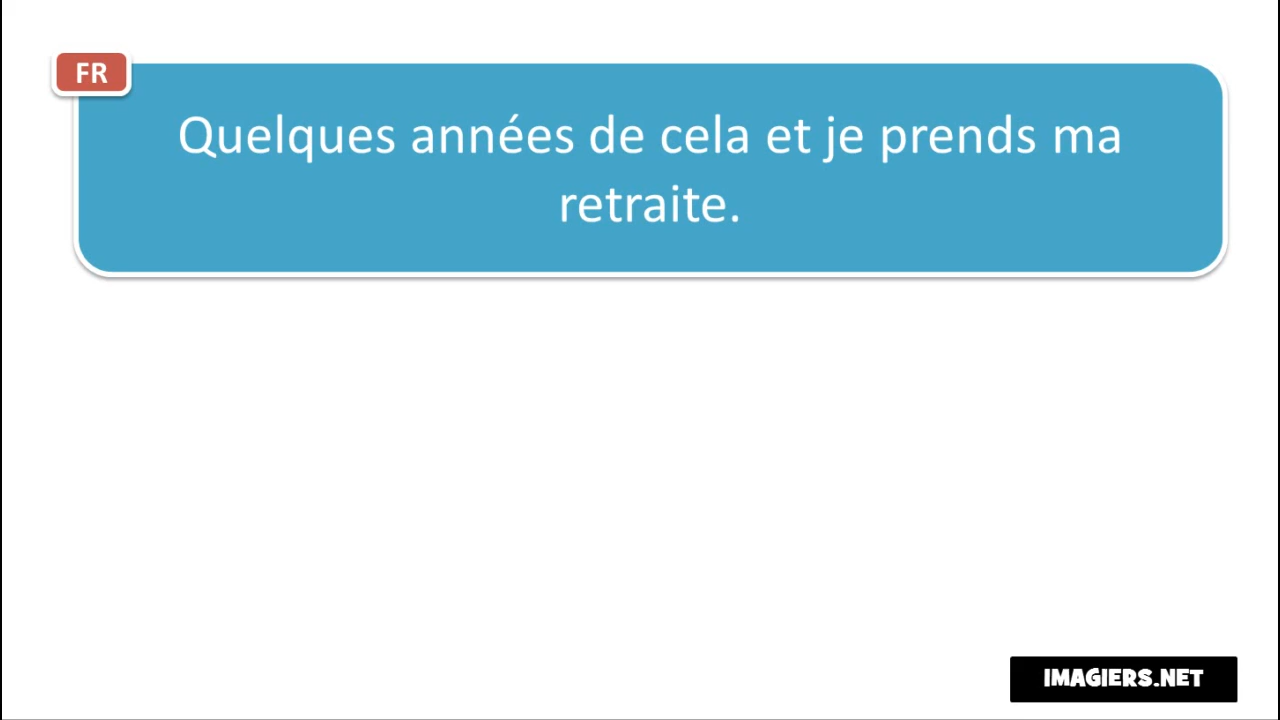 FR
Quelques années de cela et je prends ma
retraite.
IMAGIERS.NET